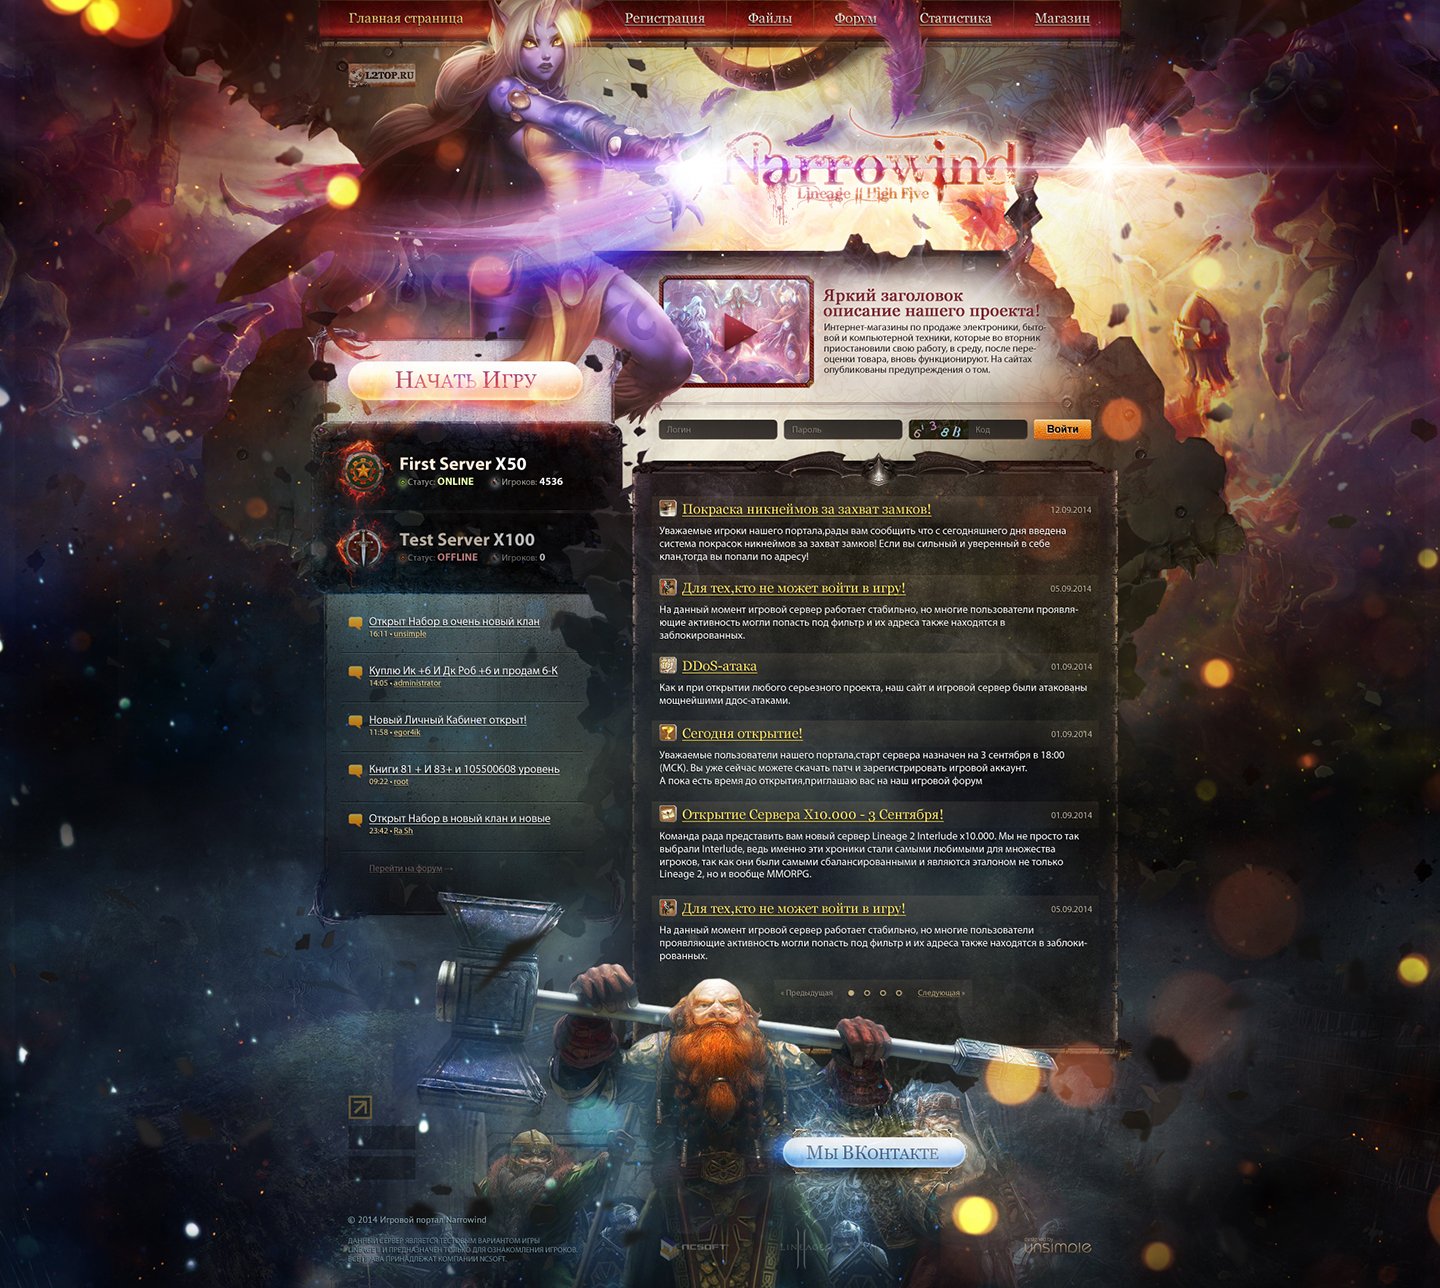 Главная страница
Регистрация
Файлы
Форум
Статистика
Магазин
L2TOP.RU
Narrowind
Lineage II High Five
Яркий заголовок
описание нашего проекта!
Интернет-магазины по продаже электроники, быто-
вой и компьютерной техники, которые во вторник
приостановили свою работу, в среду, после пере-
оценки товара, вновь функционируют. На сайтах
опубликованы предупреждения о том.
Начать Игру
Логин
Пароль
Код
Войти
First Server X50
Статус: ONLINE
Игроков: 4536
Test Server X100
Статус: OFFLINE
Игроков: 0
Открыт Набор в очень новый клан
16:11 • unsimple
Куплю Ик +6 И Дк Роб +6 и продам 6-К
14:05 • administrator
Новый Личный Кабинет открыт!
11:58 • egor4ik
Книги 81 + И 83+ и 105500608 уровень
09:22 • root
Открыт Набор в новый клан и новые
23:42 • Ra Sh
Перейти на форум →
Покраска никнеймов за захват замков!
12.09.2014
Уважаемые игроки нашего портала,рады вам сообщить что с сегодняшнего дня введена
система покрасок никнеймов за захват замков! Если вы сильный и уверенный в себе
клан,тогда вы попали по адресу!
Для тех,кто не может войти в игру!
05.09.2014
На данный момент игровой сервер работает стабильно, но многие пользователи проявля-
ющие активность могли попасть под фильтр и их адреса также находятся в
заблокированных.
DDoS-атака
01.09.2014
Как и при открытии любого серьезного проекта, наш сайт и игровой сервер были атакованы
мощнейшими ддос-атаками.
Сегодня открытие!
01.09.2014
Уважаемые пользователи нашего портала,старт сервера назначен на 3 сентября в 18:00
(МСК). Вы уже сейчас можете скачать патч и зарегистрировать игровой аккаунт.
А пока есть время до открытия,приглашаю вас на наш игровой форум
Открытие Сервера X10.000 - 3 Сентября!
01.09.2014
Команда рада представить вам новый сервер Lineage 2 Interlude x10.000. Мы не просто так
выбрали Interlude, ведь именно эти хроники стали самыми любимыми для множества
игроков, так как они были самыми сбалансированными и являются эталоном не только
Lineage 2, но и вообще MMORPG.
Для тех,кто не может войти в игру!
05.09.2014
На данный момент игровой сервер работает стабильно, но многие пользователи
проявляющие активность могли попасть под фильтр и их адреса также находятся в заблоки-
рованных.
‹ Предыдущая
Следующая ›
Мы ВКонтакте
© 2014 Игровой портал Narrowind
ДАННЫЙ СЕРВЕР ЯВЛЯЕТСЯ ТЕСТОВЫМ ВАРИАНТОМ ИГРЫ
LINEAGE II И ПРЕДНАЗНАЧЕН ТОЛЬКО ДЛЯ ОЗНАКОМЛЕНИЯ ИГРОКОВ.
ВСЕ ПРАВА ПРИНАДЛЕЖАТ КОМПАНИИ NCSOFT.
NCSOFT
LINEAGE II
designed by
unsimple